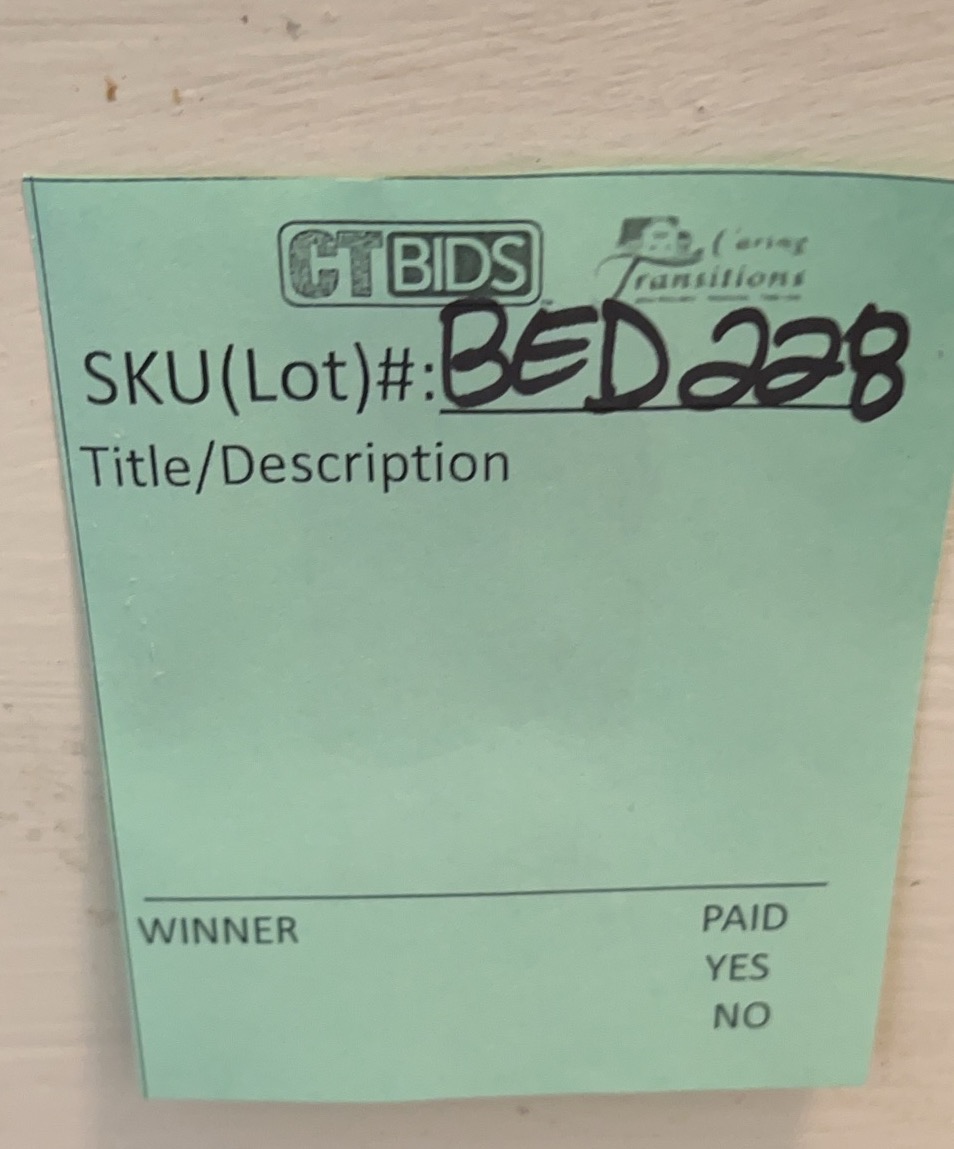 CTBIDS Caring Transitions
SKU(Lot)#: BED228
Title/Description
WINNER PAID
YES
NO